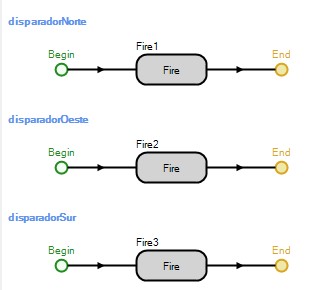 disparadorNorte
Fire1
Begin
End
Fire
disparadorOeste
Fire2
Begin
End
Fire
disparadorSur
Fire3
Begin
End
Fire